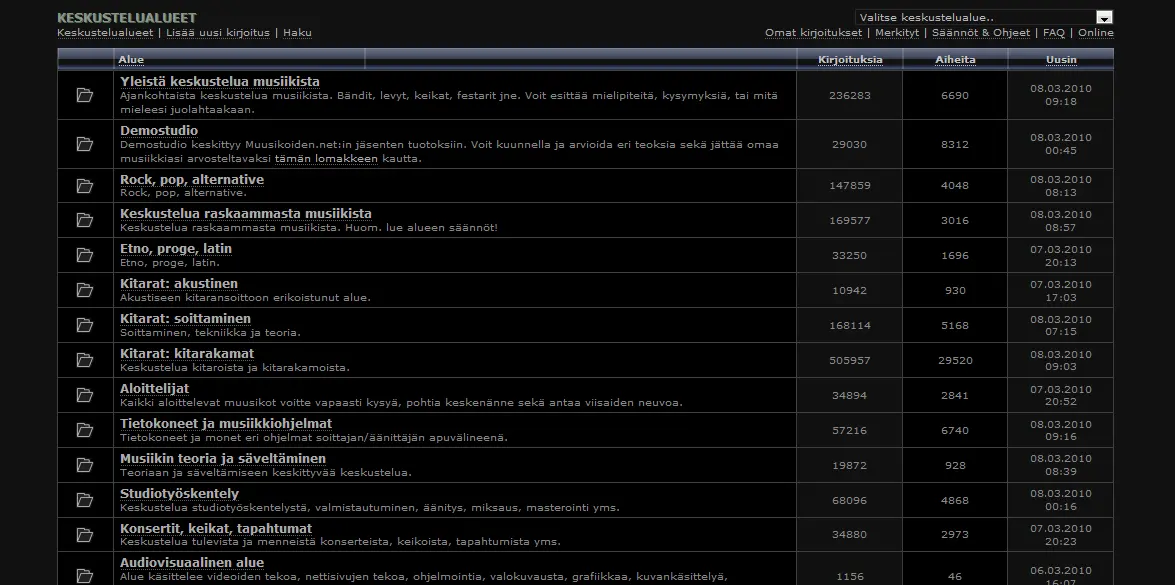 KESKUSTELUALUEET
Valitse keskustelualue..
Keskustelualueet | Lisää uusi kirjoitus | Haku
Omat kirjoitukset | Merkityt | Säännöt & Ohjeet | FAQ | Online
Alue Kirjoituksia Aiheita Uusin
Yleistä keskustelua musiikista
Ajankohtaista keskustelua musiikista. Bändit, levyt, keikat, festarit jne. Voit esittää mielipiteitä, kysymyksiä, tai mitä
mieleesi juolahtaakaan.
236283 6690 08.03.2010
09:18
Demostudio
Demostudio keskittyy Muusikoiden.net:in jäsenten tuotoksiin. Voit kuunnella ja arvioida eri teoksia sekä jättää omaa
musiikkiasi arvosteltavaksi tämän lomakkeen kautta.
29030 8312 08.03.2010
00:45
Rock, pop, alternative
Rock, pop, alternative.
147859 4048 08.03.2010
08:13
Keskustelua raskaammasta musiikista
Keskustelua raskaammasta musiikista. Huom. lue alueen säännöt!
169577 3016 08.03.2010
08:57
Etno, proge, latin
Etno, proge, latin.
33250 1696 07.03.2010
20:13
Kitarat: akustinen
Akustiseen kitaransoittoon erikoistunut alue.
10942 930 07.03.2010
17:03
Kitarat: soittaminen
Soittaminen, tekniikka ja teoria.
168114 5168 08.03.2010
07:15
Kitarat: kitarakamat
Keskustelua kitaroista ja kitarakamoista.
505957 29520 08.03.2010
09:03
Aloittelijat
Kaikki aloittelevat muusikot voitte vapaasti kysyä, pohtia keskenänne sekä antaa viisaiden neuvoa.
34894 2841 07.03.2010
20:52
Tietokoneet ja musiikkiohjelmat
Tietokoneet ja monet eri ohjelmat soittajan/äänittäjän apuvälineenä.
57216 6740 08.03.2010
09:16
Musiikin teoria ja säveltäminen
Teoriaan ja säveltämiseen keskittyvää keskustelua.
19872 928 08.03.2010
08:39
Studiotyöskentely
Keskustelua studiotyöskentelystä, valmistautuminen, äänitys, miksaus, masterointi yms.
68096 4868 08.03.2010
00:16
Konsertit, keikat, tapahtumat
Keskustelua tulevista ja menneistä konserteista, keikoista, tapahtumista yms.
34880 2973 07.03.2010
20:23
Audiovisuaalinen alue
Alue käsittelee videoiden tekoa, nettisivujen tekoa, ohjelmointia, valokuvausta, grafiikkaa, kuvankäsittelyä,
1156 46 06.03.2010
16:07